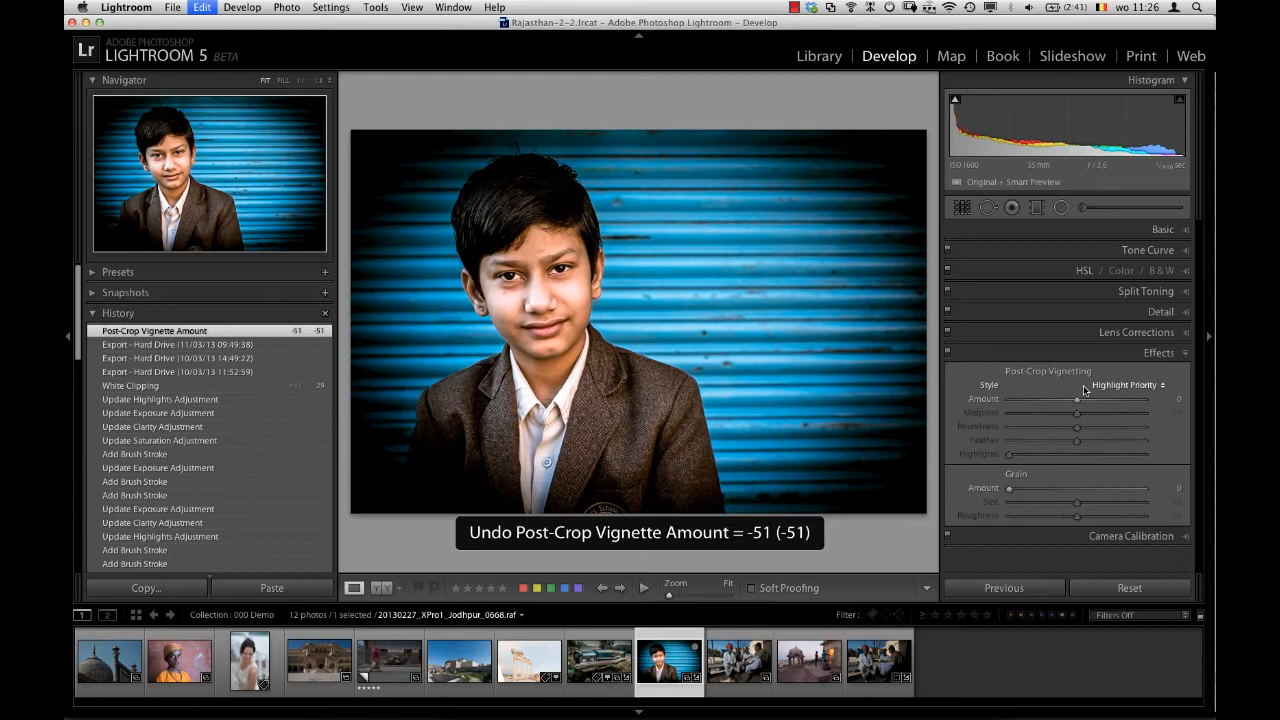 Lightroom File Edit Develop Photo Settings Tools View Window Help
(2:41) wo 11:26
Rajasthan-2-2.lrcat - Adobe Photoshop Lightroom - Develop
Lr ADOBE PHOTOSHOP
LIGHTROOM 5 BETA
Library | Develop | Map | Book | Slideshow | Print | Web
Navigator FIT FILL
Histogram
ISO 1600 35 mm f / 3,6 sec
Original + Smart Preview
Basic
Tone Curve
HSL / Color / B & W
Split Toning
Detail
Lens Corrections
Effects
Post-Crop Vignetting
Style Highlight Priority
Amount 0
Midpoint
Roundness
Feather
Highlights
Grain
Amount 0
Size
Roughness
Camera Calibration
Presets
Snapshots
History
Post-Crop Vignette Amount -51 -51
Export - Hard Drive (11/03/13 09:49:38)
Export - Hard Drive (10/03/13 14:49:22)
Export - Hard Drive (10/03/13 11:52:59)
White Clipping +31 29
Update Highlights Adjustment
Update Exposure Adjustment
Update Clarity Adjustment
Update Saturation Adjustment
Add Brush Stroke
Update Exposure Adjustment
Add Brush Stroke
Add Brush Stroke
Update Exposure Adjustment
Update Clarity Adjustment
Update Highlights Adjustment
Add Brush Stroke
Add Brush Stroke
Undo Post-Crop Vignette Amount = -51 (-51)
Copy... Paste
YY Zoom Fit Soft Proofing
Previous Reset
1 2 Collection : 000 Demo 12 photos / 1 selected / 20130227_XPro1_Jodhpur_0668.raf
Filter : Filters Off